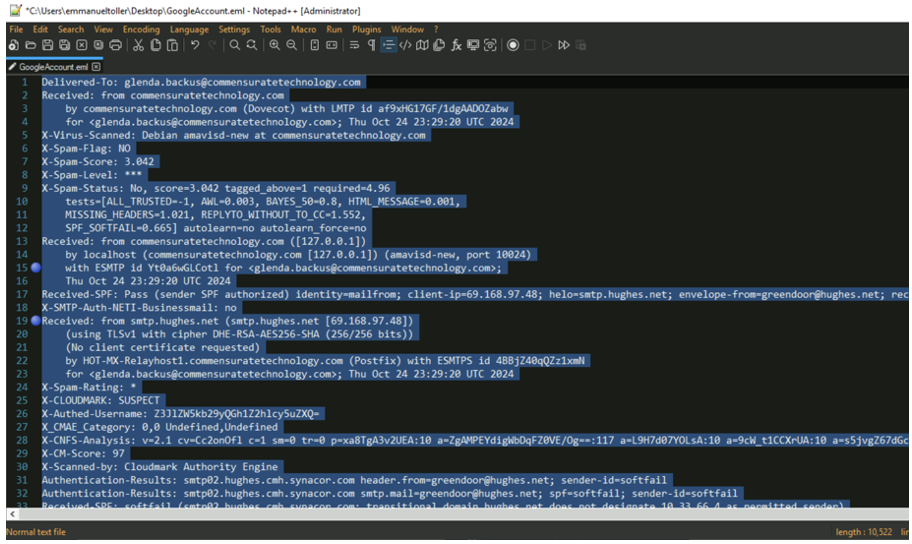 *C:\Users\emmanueltoller\Desktop\GoogleAccount.eml - Notepad++ [Administrator]
File Edit Search View Encoding Language Settings Tools Macro Run Plugins Window ?
GoogleAccount.eml
1 Delivered-To: glenda.backus@commensuratetechnology.com
2 Received: from commensuratetechnology.com
3 by commensuratetechnology.com (Dovecot) with LMTP id af9xHG17GF/1dgAADOZabw
4 for <glenda.backus@commensuratetechnology.com>; Thu Oct 24 23:29:20 UTC 2024
5 X-Virus-Scanned: Debian amavisd-new at commensuratetechnology.com
6 X-Spam-Flag: NO
7 X-Spam-Score: 3.042
8 X-Spam-Level: ***
9 X-Spam-Status: No, score=3.042 tagged_above=1 required=4.96
10 tests=[ALL_TRUSTED=-1, AWL=0.003, BAYES_50=0.8, HTML_MESSAGE=0.001,
11 MISSING_HEADERS=1.021, REPLYTO_WITHOUT_TO_CC=1.552,
12 SPF_SOFTFAIL=0.665] autolearn=no autolearn_force=no
13 Received: from commensuratetechnology.com ([127.0.0.1])
14 by localhost (commensuratetechnology.com [127.0.0.1]) (amavisd-new, port 10024)
15 with ESMTP id Yt0a6wGLCotl for <glenda.backus@commensuratetechnology.com>;
16 Thu Oct 24 23:29:20 UTC 2024
17 Received-SPF: Pass (sender SPF authorized) identity=mailfrom; client-ip=69.168.97.48; helo=smtp.hughes.net; envelope-from=greendoor@hughes.net; rec
18 X-SMTP-Auth-NETI-Businessmail: no
19 Received: from smtp.hughes.net (smtp.hughes.net [69.168.97.48])
20 (using TLSv1 with cipher DHE-RSA-AES256-SHA (256/256 bits))
21 (No client certificate requested)
22 by HOT-MX-Relayhost1.commensuratetechnology.com (Postfix) with ESMTPS id 4BBjZ40qQZz1xmN
23 for <glenda.backus@commensuratetechnology.com>; Thu Oct 24 23:29:20 UTC 2024
24 X-Spam-Rating: *
25 X-CLOUDMARK: SUSPECT
26 X-Authed-Username: Z3JlZW5kb29yQGh1Z2hlcy5uZXQ=
27 X_CMAE_Category: 0,0 Undefined,Undefined
28 X-CNFS-Analysis: v=2.1 cv=Cc2onOfl c=1 sm=0 tr=0 p=xa8TgA3v2UEA:10 a=ZgAMPEYdigWbDqFZ0VE/Og==:117 a=L9H7d07YOLsA:10 a=9cW_t1CCXrUA:10 a=s5jvgZ67dGc
29 X-CM-Score: 97
30 X-Scanned-by: Cloudmark Authority Engine
31 Authentication-Results: smtp02.hughes.cmh.synacor.com header.from=greendoor@hughes.net; sender-id=softfail
32 Authentication-Results: smtp02.hughes.cmh.synacor.com smtp.mail=greendoor@hughes.net; spf=softfail; sender-id=softfail
33 Received-SPF: softfail (smtp02.hughes.cmh.synacor.com: transitional domain hughes.net does not designate 10.33.66.4 as permitted sender)
Normal text file length : 10,522 lin